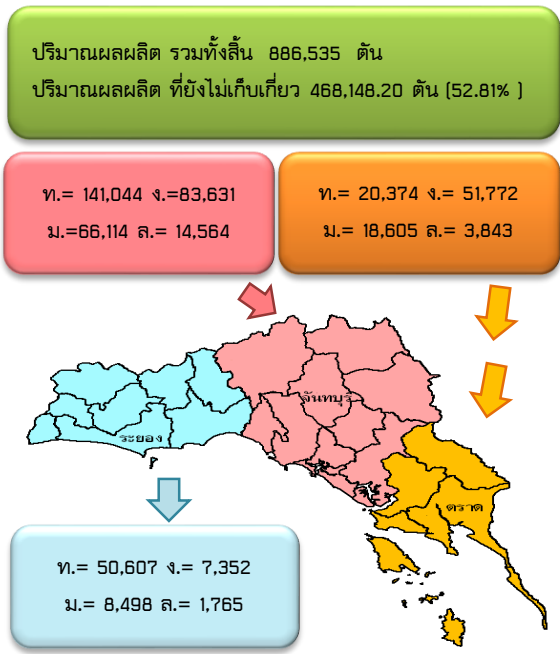 ปริมาณผลผลิต รวมทั้งสิ้น 886,535 ตัน
ปริมาณผลผลิต ที่ยังไม่เก็บเกี่ยว 468,148.20 ตัน (52.81% )
ท.= 141,044 ง.=83,631
ม.=66,114 ล.= 14,564
ท.= 20,374 ง.= 51,772
ม.= 18,605 ล.= 3,843
จันทบุรี
ระยอง
ตราด
ท.= 50,607 ง.= 7,352
ม.= 8,498 ล.= 1,765